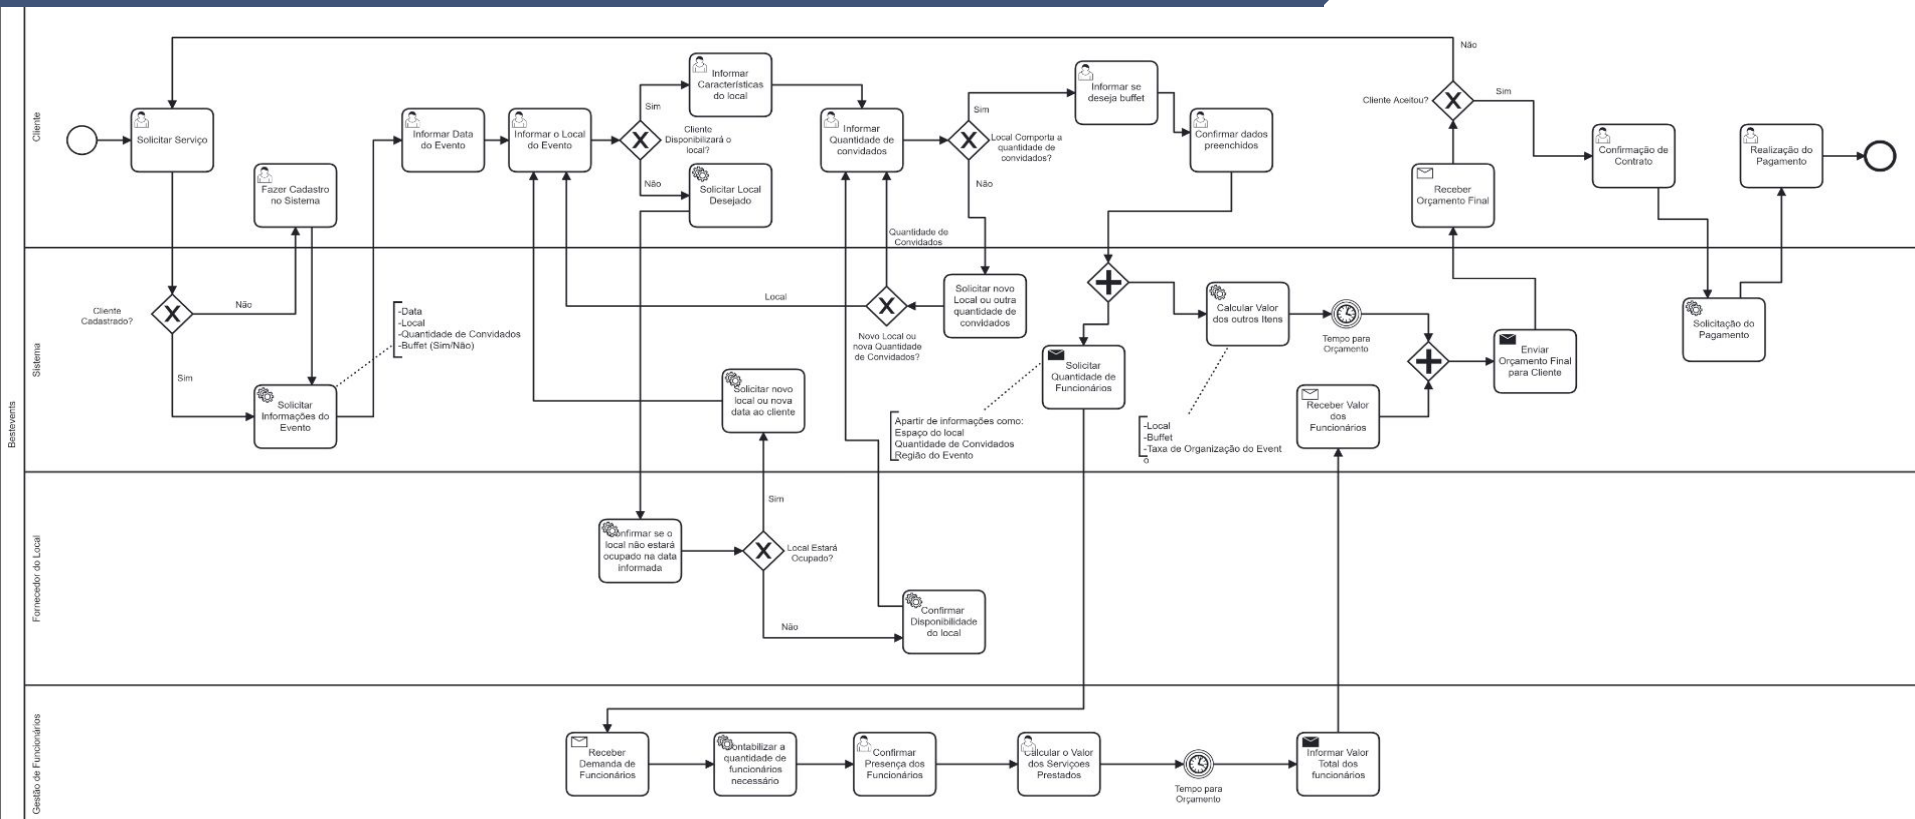 Bestevents
Cliente
Solicitar Serviço
Fazer Cadastro
no Sistema
Informar Data
do Evento
Informar o Local
do Evento
Sim
Cliente
Disponibilizará o
local?
Não
Informar
Características
do local
Solicitar Local
Desejado
Informar
Quantidade de
convidados
Sim
Local Comporta a
quantidade de
convidados?
Não
Informar se
deseja buffet
Confirmar dados
preenchidos
Quantidade de
Convidados
Não
Cliente Aceitou?
Sim
Receber
Orçamento Final
Confirmação de
Contrato
Realização do
Pagamento
Sistema
Cliente
Cadastrado?
Não
Sim
Solicitar
Informações do
Evento
-Data
-Local
-Quantidade de Convidados
-Buffet (Sim/Não)
Local
Novo Local ou
nova Quantidade
de Convidados?
Solicitar novo
Local ou outra
quantidade de
convidados
Solicitar novo
local ou nova
data ao cliente
Apartir de informações como:
Espaço do local
Quantidade de Convidados
Região do Evento
Solicitar
Quantidade de
Funcionários
Calcular Valor
dos outros Itens
-Local
-Buffet
-Taxa de Organização do Event
o
Tempo para
Orçamento
Receber Valor
dos
Funcionários
Enviar
Orçamento Final
para Cliente
Solicitação do
Pagamento
Fornecedor do Local
Confirmar se o
local não estará
ocupado na data
informada
Sim
Local Estará
Ocupado?
Não
Confirmar
Disponibilidade
do local
Gestão de Funcionários
Receber
Demanda de
Funcionários
Contabilizar a
quantidade de
funcionários
necessário
Confirmar
Presença dos
Funcionários
Calcular o Valor
dos Serviçoes
Prestados
Tempo para
Orçamento
Informar Valor
Total dos
funcionários